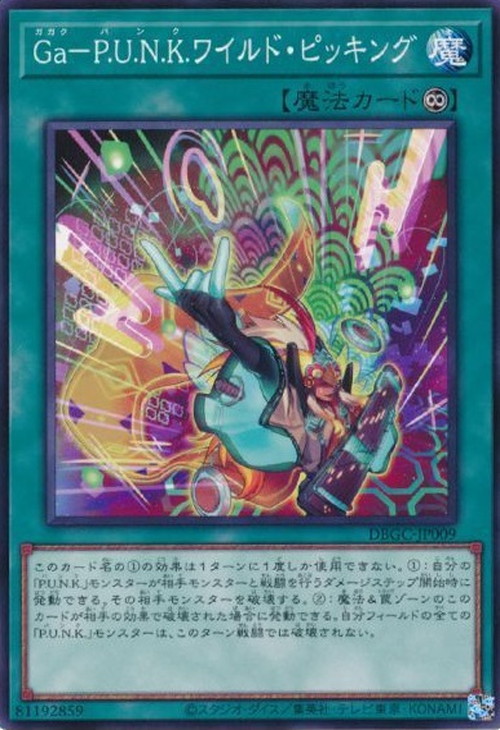 ガガク パンク
Ga－P.U.N.K.ワイルド・ピッキング
魔
【魔法カード】
DBGC-JP009
このカード名の①の効果は１ターンに１度しか使用できない。①：自分の
「P.U.N.K.」モンスターが相手モンスターと戦闘を行うダメージステップ開始時に
発動できる。その相手モンスターを破壊する。②：魔法＆罠ゾーンのこの
カードが相手の効果で破壊された場合に発動できる。自分フィールドの全ての
「P.U.N.K.」モンスターは、このターン戦闘では破壊されない。
81192859
©スタジオ・ダイス／集英社・テレビ東京・KONAMI